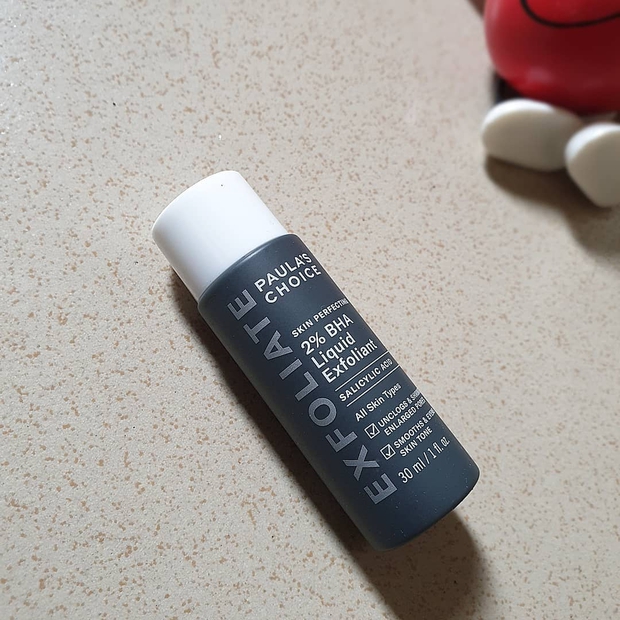 EXFOLIATE
PAULA'S
CHOICE
SKIN PERFECTING
2% BHA
Liquid
Exfoliant
SALICYLIC ACID
All Skin Types
UNCLOGS &
ENLARGED
SMOOTHS &
SKIN TONE
30 ml / 1 fl. oz.